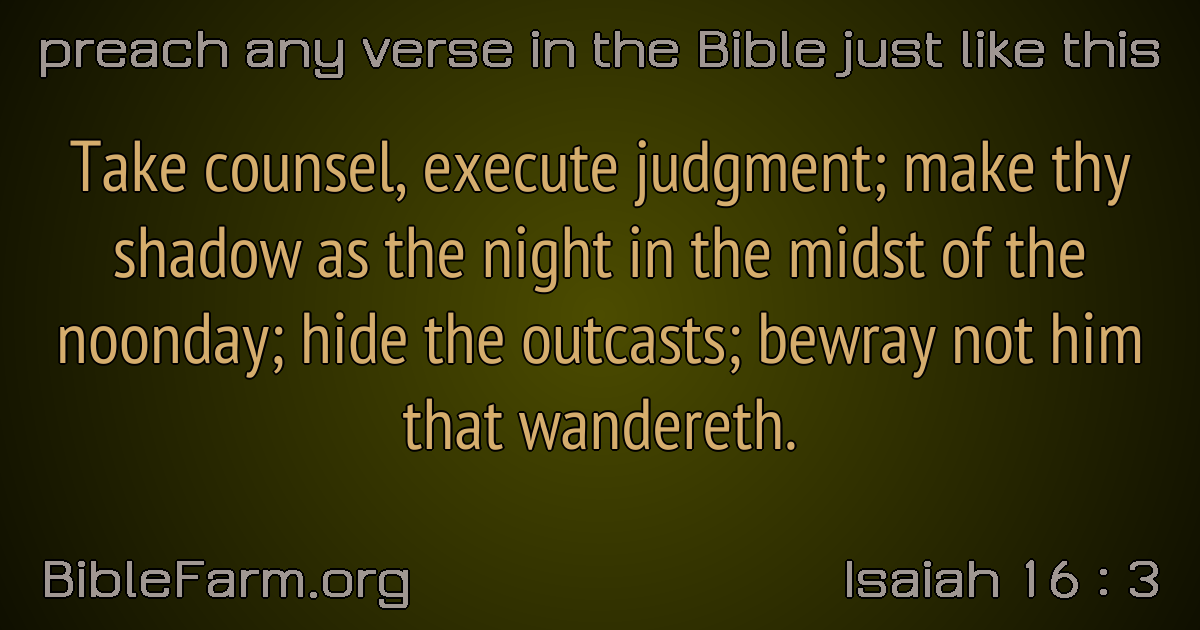 preach any verse in the Bible just like this
Take counsel, execute judgment; make thy
shadow as the night in the midst of the
noonday; hide the outcasts; bewray not him
that wandereth.
BibleFarm.org
Isaiah 16 : 3